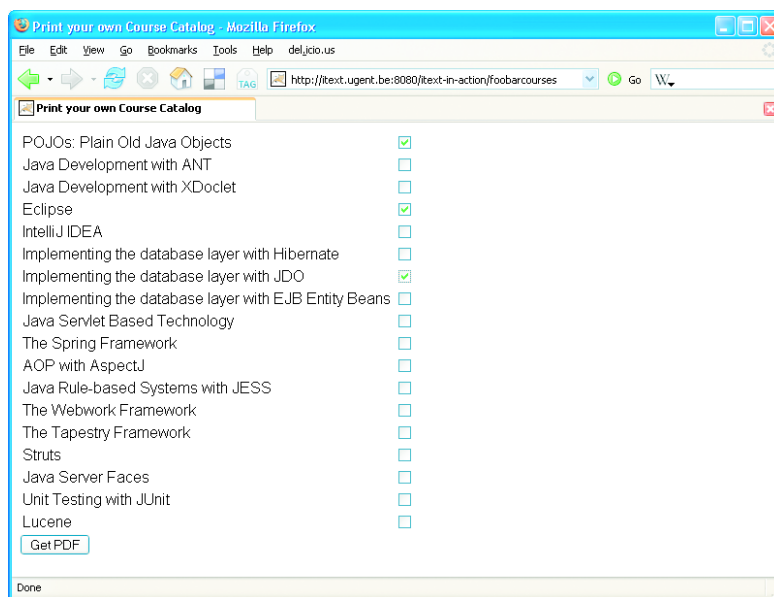 Print your own Course Catalog - Mozilla Firefox
File Edit View Go Bookmarks Tools Help del.icio.us
TAG http://itext.ugent.be:8080/itext-in-action/foobarcourses Go W.
Print your own Course Catalog
POJOs: Plain Old Java Objects
Java Development with ANT
Java Development with XDoclet
Eclipse
IntelliJ IDEA
Implementing the database layer with Hibernate
Implementing the database layer with JDO
Implementing the database layer with EJB Entity Beans
Java Servlet Based Technology
The Spring Framework
AOP with AspectJ
Java Rule-based Systems with JESS
The Webwork Framework
The Tapestry Framework
Struts
Java Server Faces
Unit Testing with JUnit
Lucene
Get PDF
Done